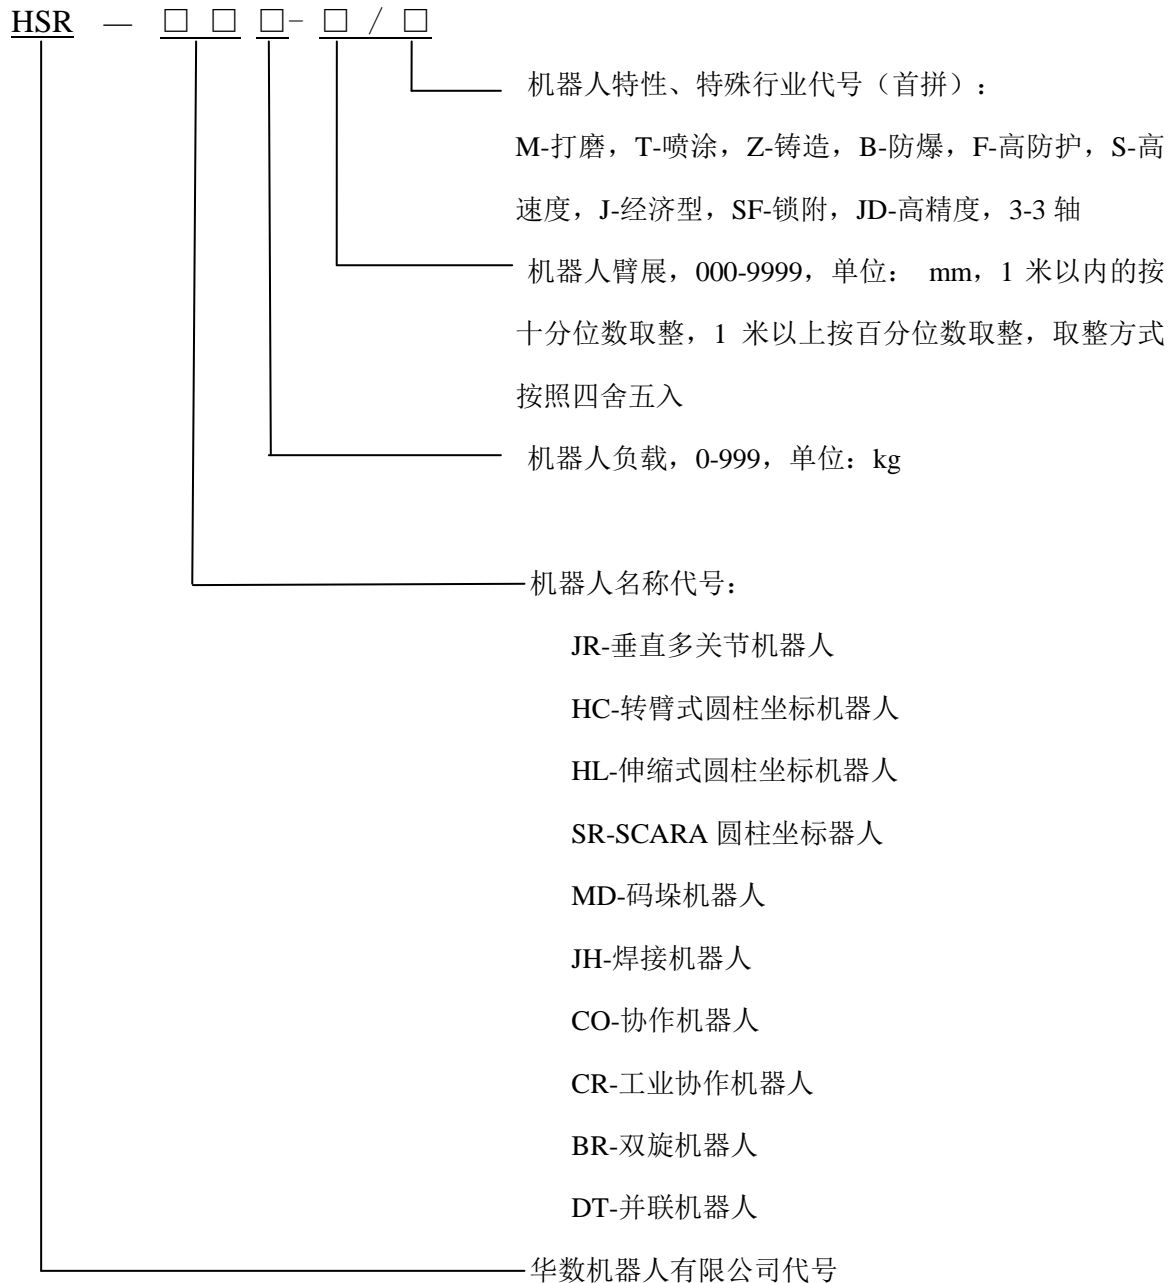 HSR — □ □ □-□ / □
机器人特性、特殊行业代号（首拼）：
M-打磨，T-喷涂，Z-铸造，B-防爆，F-高防护，S-高
速度，J-经济型，SF-锁附，JD-高精度，3-3 轴
机器人臂展，000-9999，单位： mm，1 米以内的按
十分位数取整，1 米以上按百分位数取整，取整方式
按照四舍五入
机器人负载，0-999，单位：kg
机器人名称代号：
JR-垂直多关节机器人
HC-转臂式圆柱坐标机器人
HL-伸缩式圆柱坐标机器人
SR-SCARA 圆柱坐标器人
MD-码垛机器人
JH-焊接机器人
CO-协作机器人
CR-工业协作机器人
BR-双旋机器人
DT-并联机器人
华数机器人有限公司代号